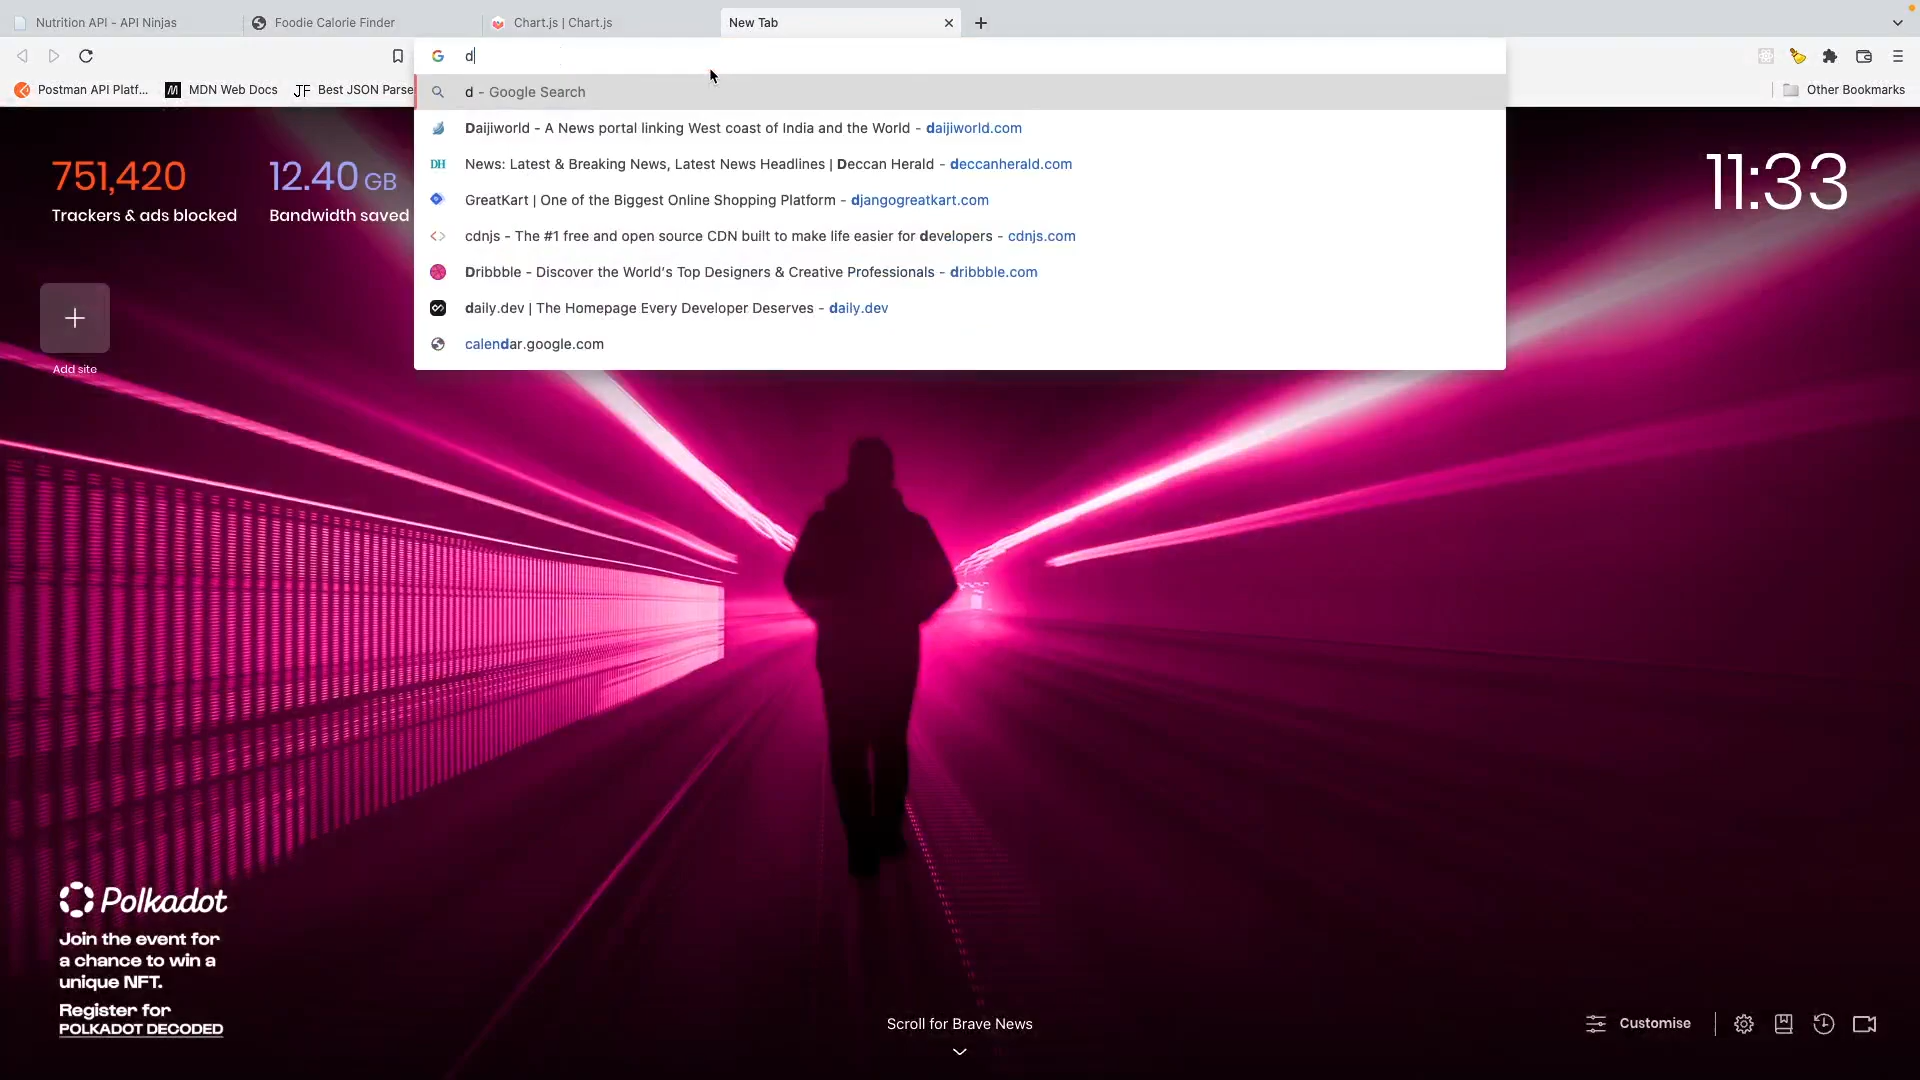 Nutrition API - API Ninjas
Foodie Calorie Finder
Chart.js | Chart.js
New Tab
d
Postman API Platf...
MDN Web Docs
JF Best JSON Parse
Other Bookmarks
d - Google Search
Daijiworld - A News portal linking West coast of India and the World - daijiworld.com
DH News: Latest & Breaking News, Latest News Headlines | Deccan Herald - deccanherald.com
GreatKart | One of the Biggest Online Shopping Platform - djangogreatkart.com
cdnjs - The #1 free and open source CDN built to make life easier for developers - cdnjs.com
Dribbble - Discover the World's Top Designers & Creative Professionals - dribbble.com
daily.dev | The Homepage Every Developer Deserves - daily.dev
calendar.google.com
751,420
Trackers & ads blocked
12.40 GB
Bandwidth saved
11:33
Add site
Polkadot
Join the event for
a chance to win a
unique NFT.
Register for
POLKADOT DECODED
Scroll for Brave News
Customise